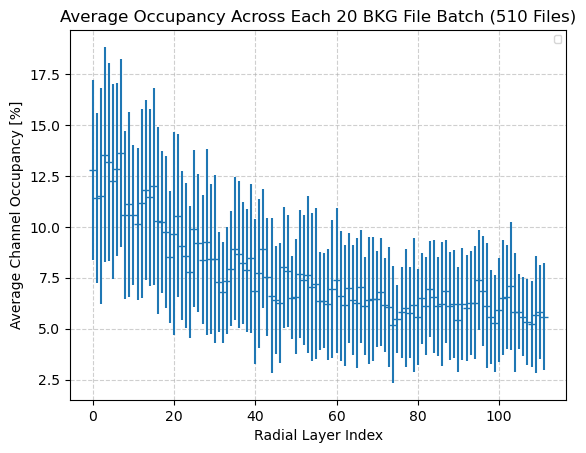 Average Occupancy Across Each 20 BKG File Batch (510 Files)
Average Channel Occupancy [%]
17.5
15.0
12.5
10.0
7.5
5.0
2.5
0 20 40 60 80 100
Radial Layer Index